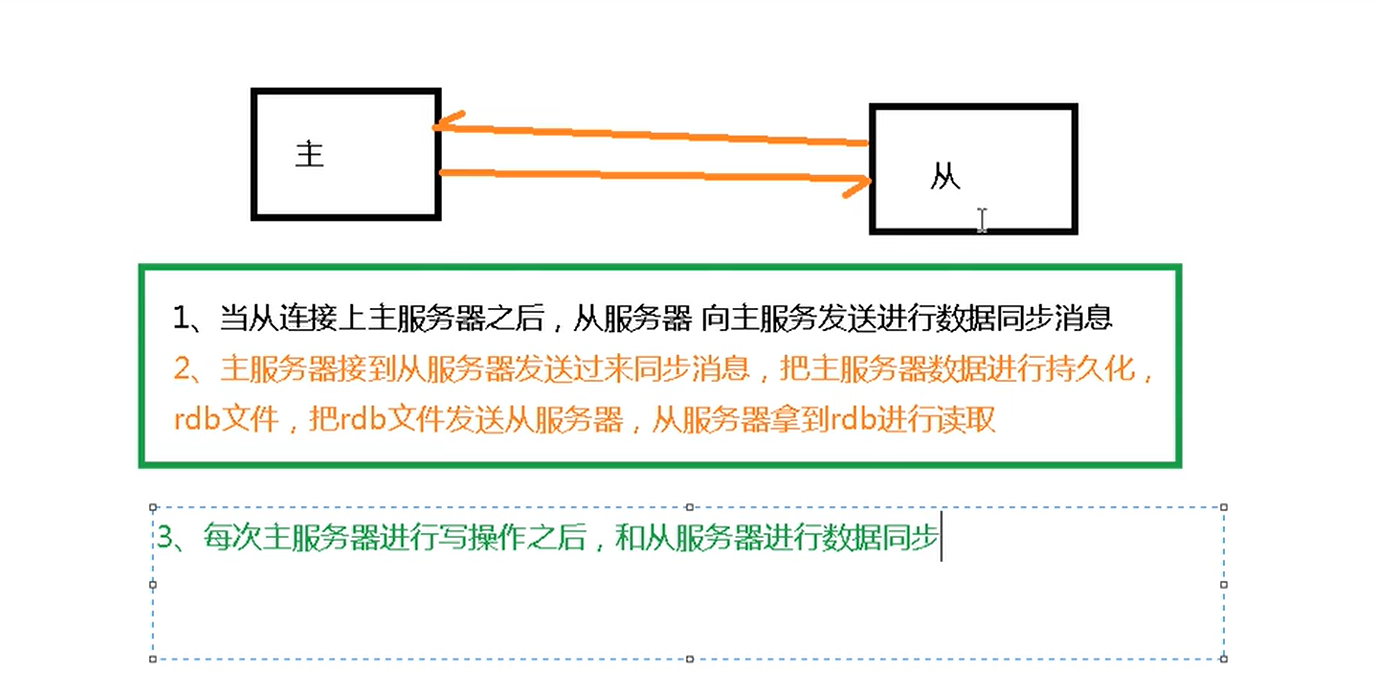 主
从
1、当从连接上主服务器之后，从服务器 向主服务发送进行数据同步消息
2、主服务器接到从服务器发送过来同步消息，把主服务器数据进行持久化，
rdb文件，把rdb文件发送从服务器，从服务器拿到rdb进行读取
3、每次主服务器进行写操作之后，和从服务器进行数据同步